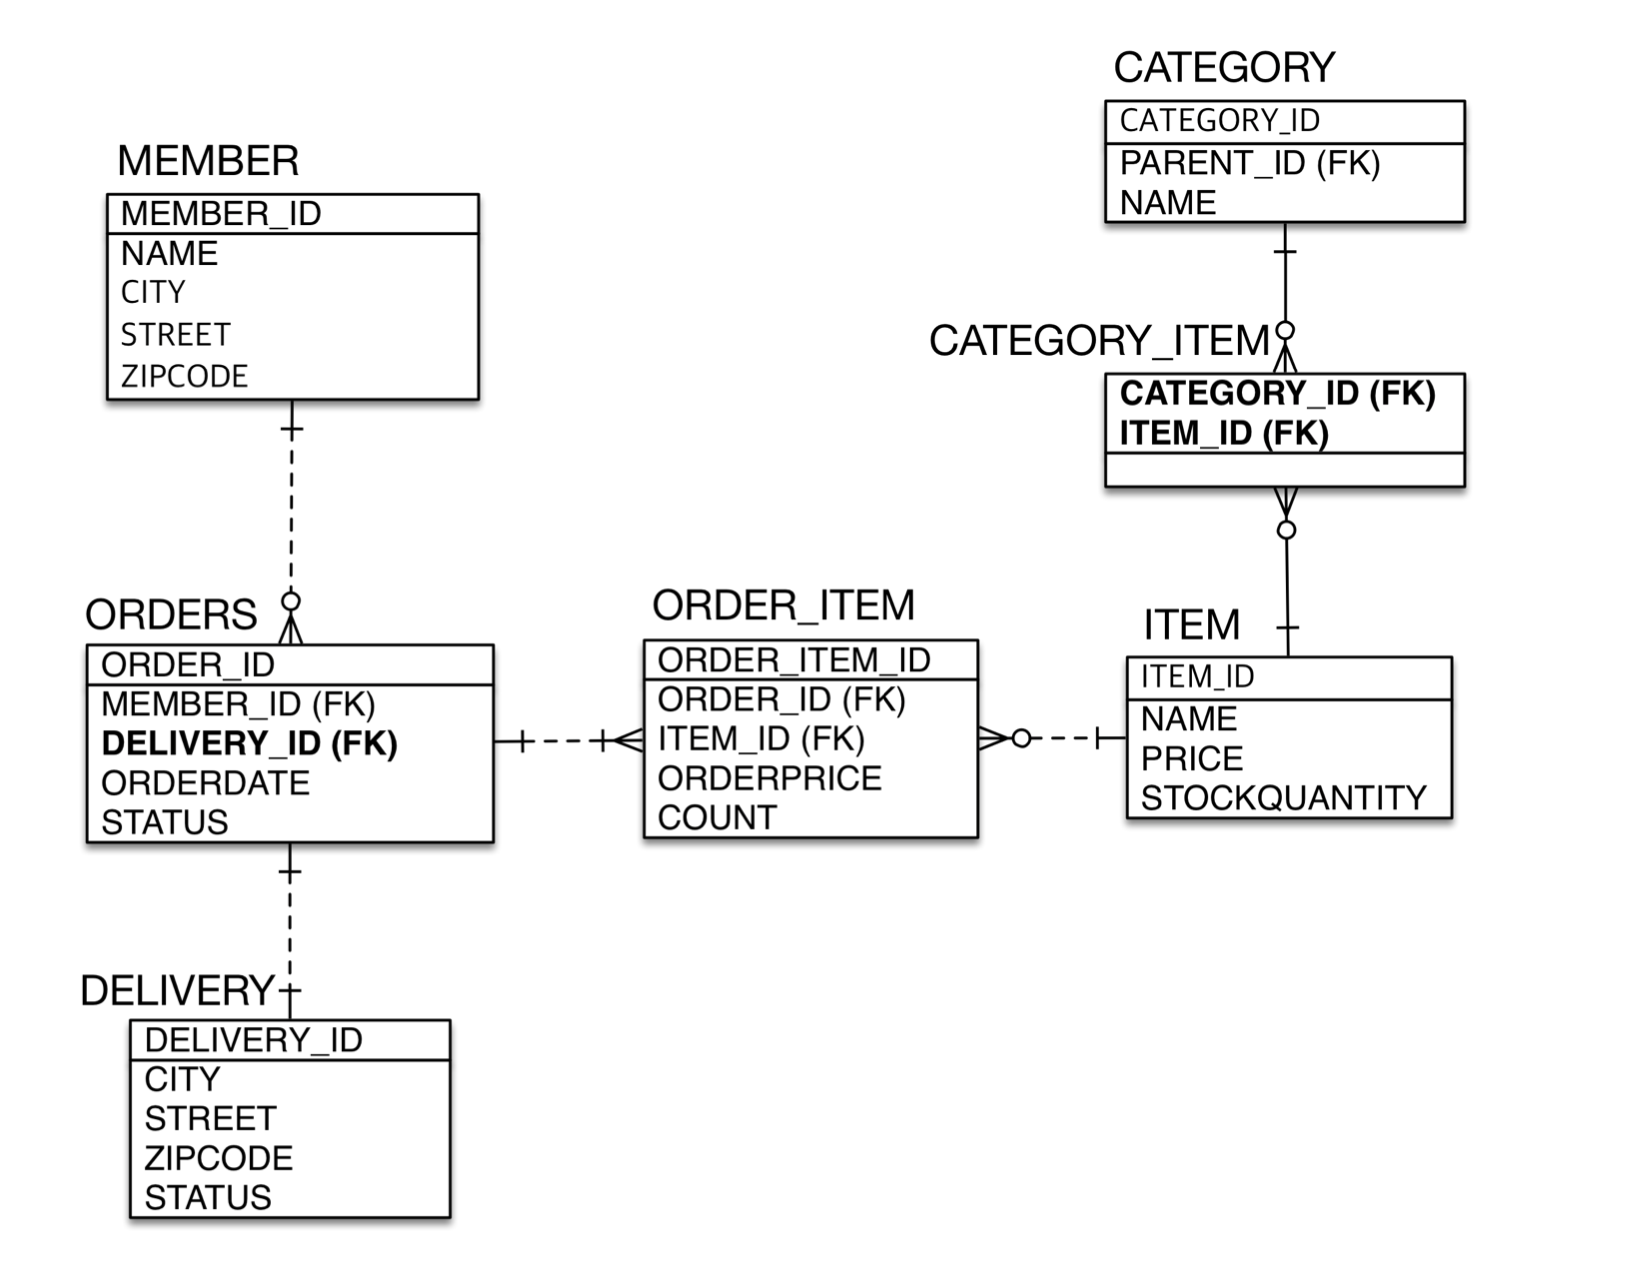 CATEGORY
CATEGORY_ID
PARENT_ID (FK)
NAME
MEMBER
MEMBER_ID
NAME
CITY
STREET
ZIPCODE
CATEGORY_ITEM
CATEGORY_ID (FK)
ITEM_ID (FK)
ORDERS
ORDER_ID
MEMBER_ID (FK)
DELIVERY_ID (FK)
ORDERDATE
STATUS
ORDER_ITEM
ORDER_ITEM_ID
ORDER_ID (FK)
ITEM_ID (FK)
ORDERPRICE
COUNT
ITEM
ITEM_ID
NAME
PRICE
STOCKQUANTITY
DELIVERY
DELIVERY_ID
CITY
STREET
ZIPCODE
STATUS